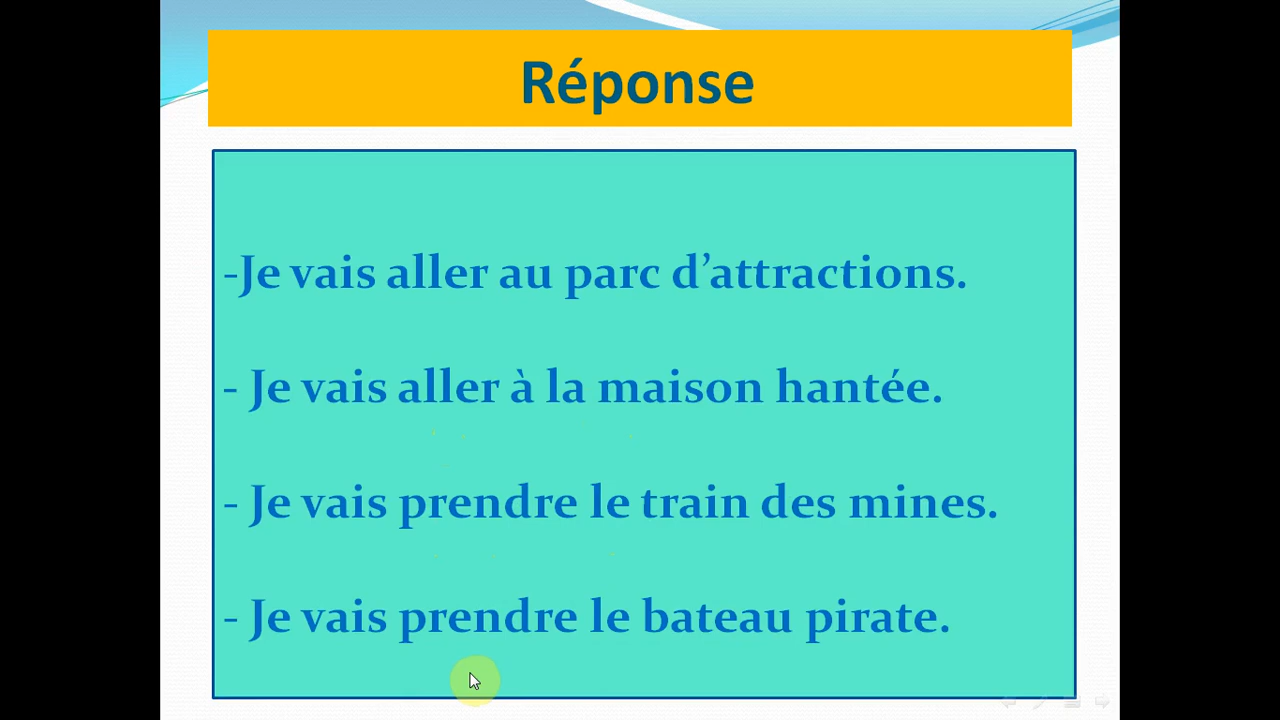 Réponse
-Je vais aller au parc d’attractions.
- Je vais aller à la maison hantée.
- Je vais prendre le train des mines.
- Je vais prendre le bateau pirate.